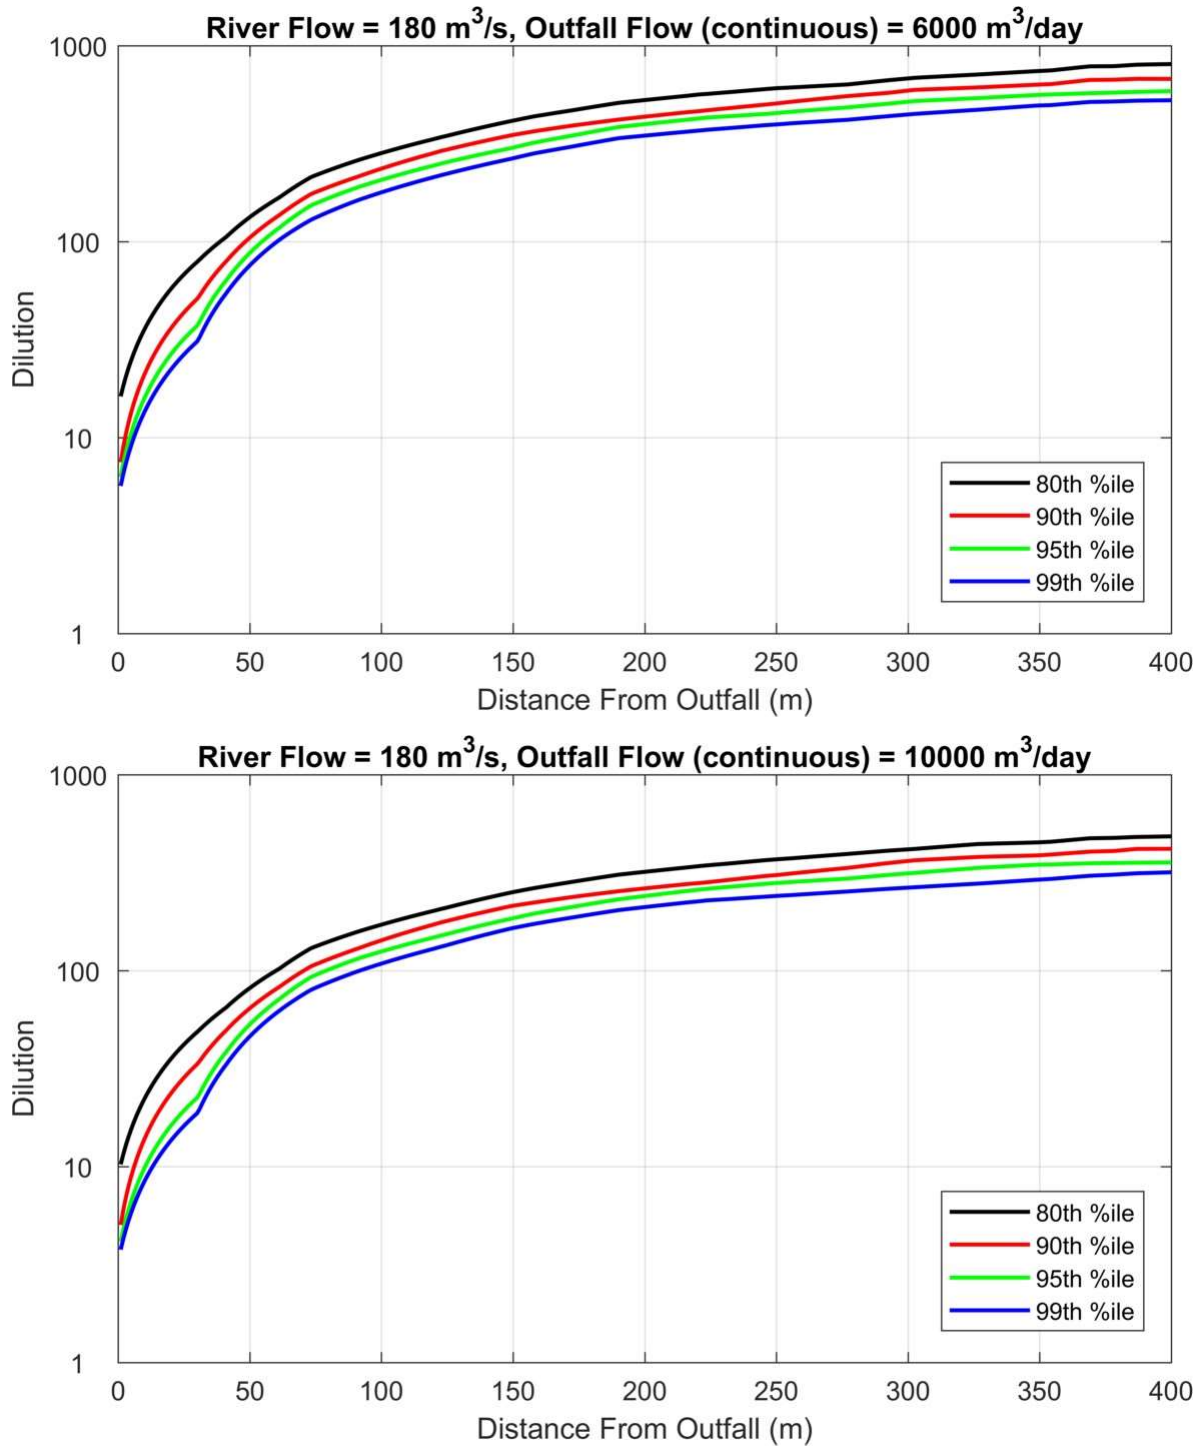 River Flow = 180 m³/s, Outfall Flow (continuous) = 6000 m³/day
1000
100
10
1
Dilution
80th %ile
90th %ile
95th %ile
99th %ile
0 50 100 150 200 250 300 350 400
Distance From Outfall (m)
River Flow = 180 m³/s, Outfall Flow (continuous) = 10000 m³/day
1000
100
10
1
Dilution
80th %ile
90th %ile
95th %ile
99th %ile
0 50 100 150 200 250 300 350 400
Distance From Outfall (m)